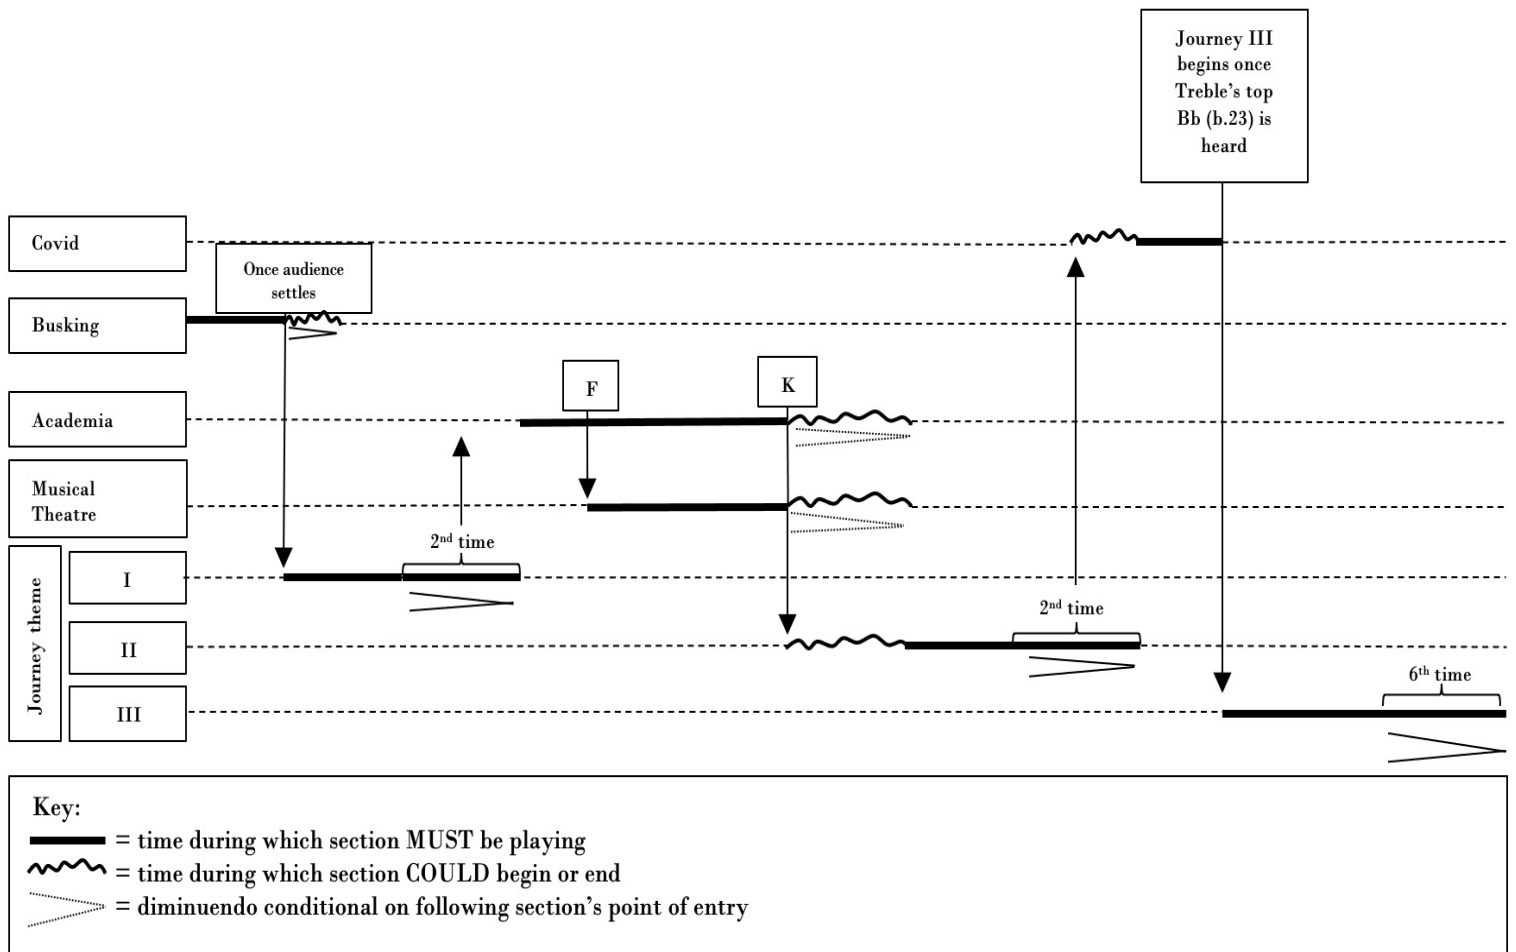 Journey III
begins once
Treble's top
Bb (b.23) is
heard
Covid
Once audience
settles
Busking
F
K
Academia
Musical
Theatre
2nd time
Journey theme
I
2nd time
II
6th time
III
Key:
= time during which section MUST be playing
= time during which section COULD begin or end
= diminuendo conditional on following section's point of entry